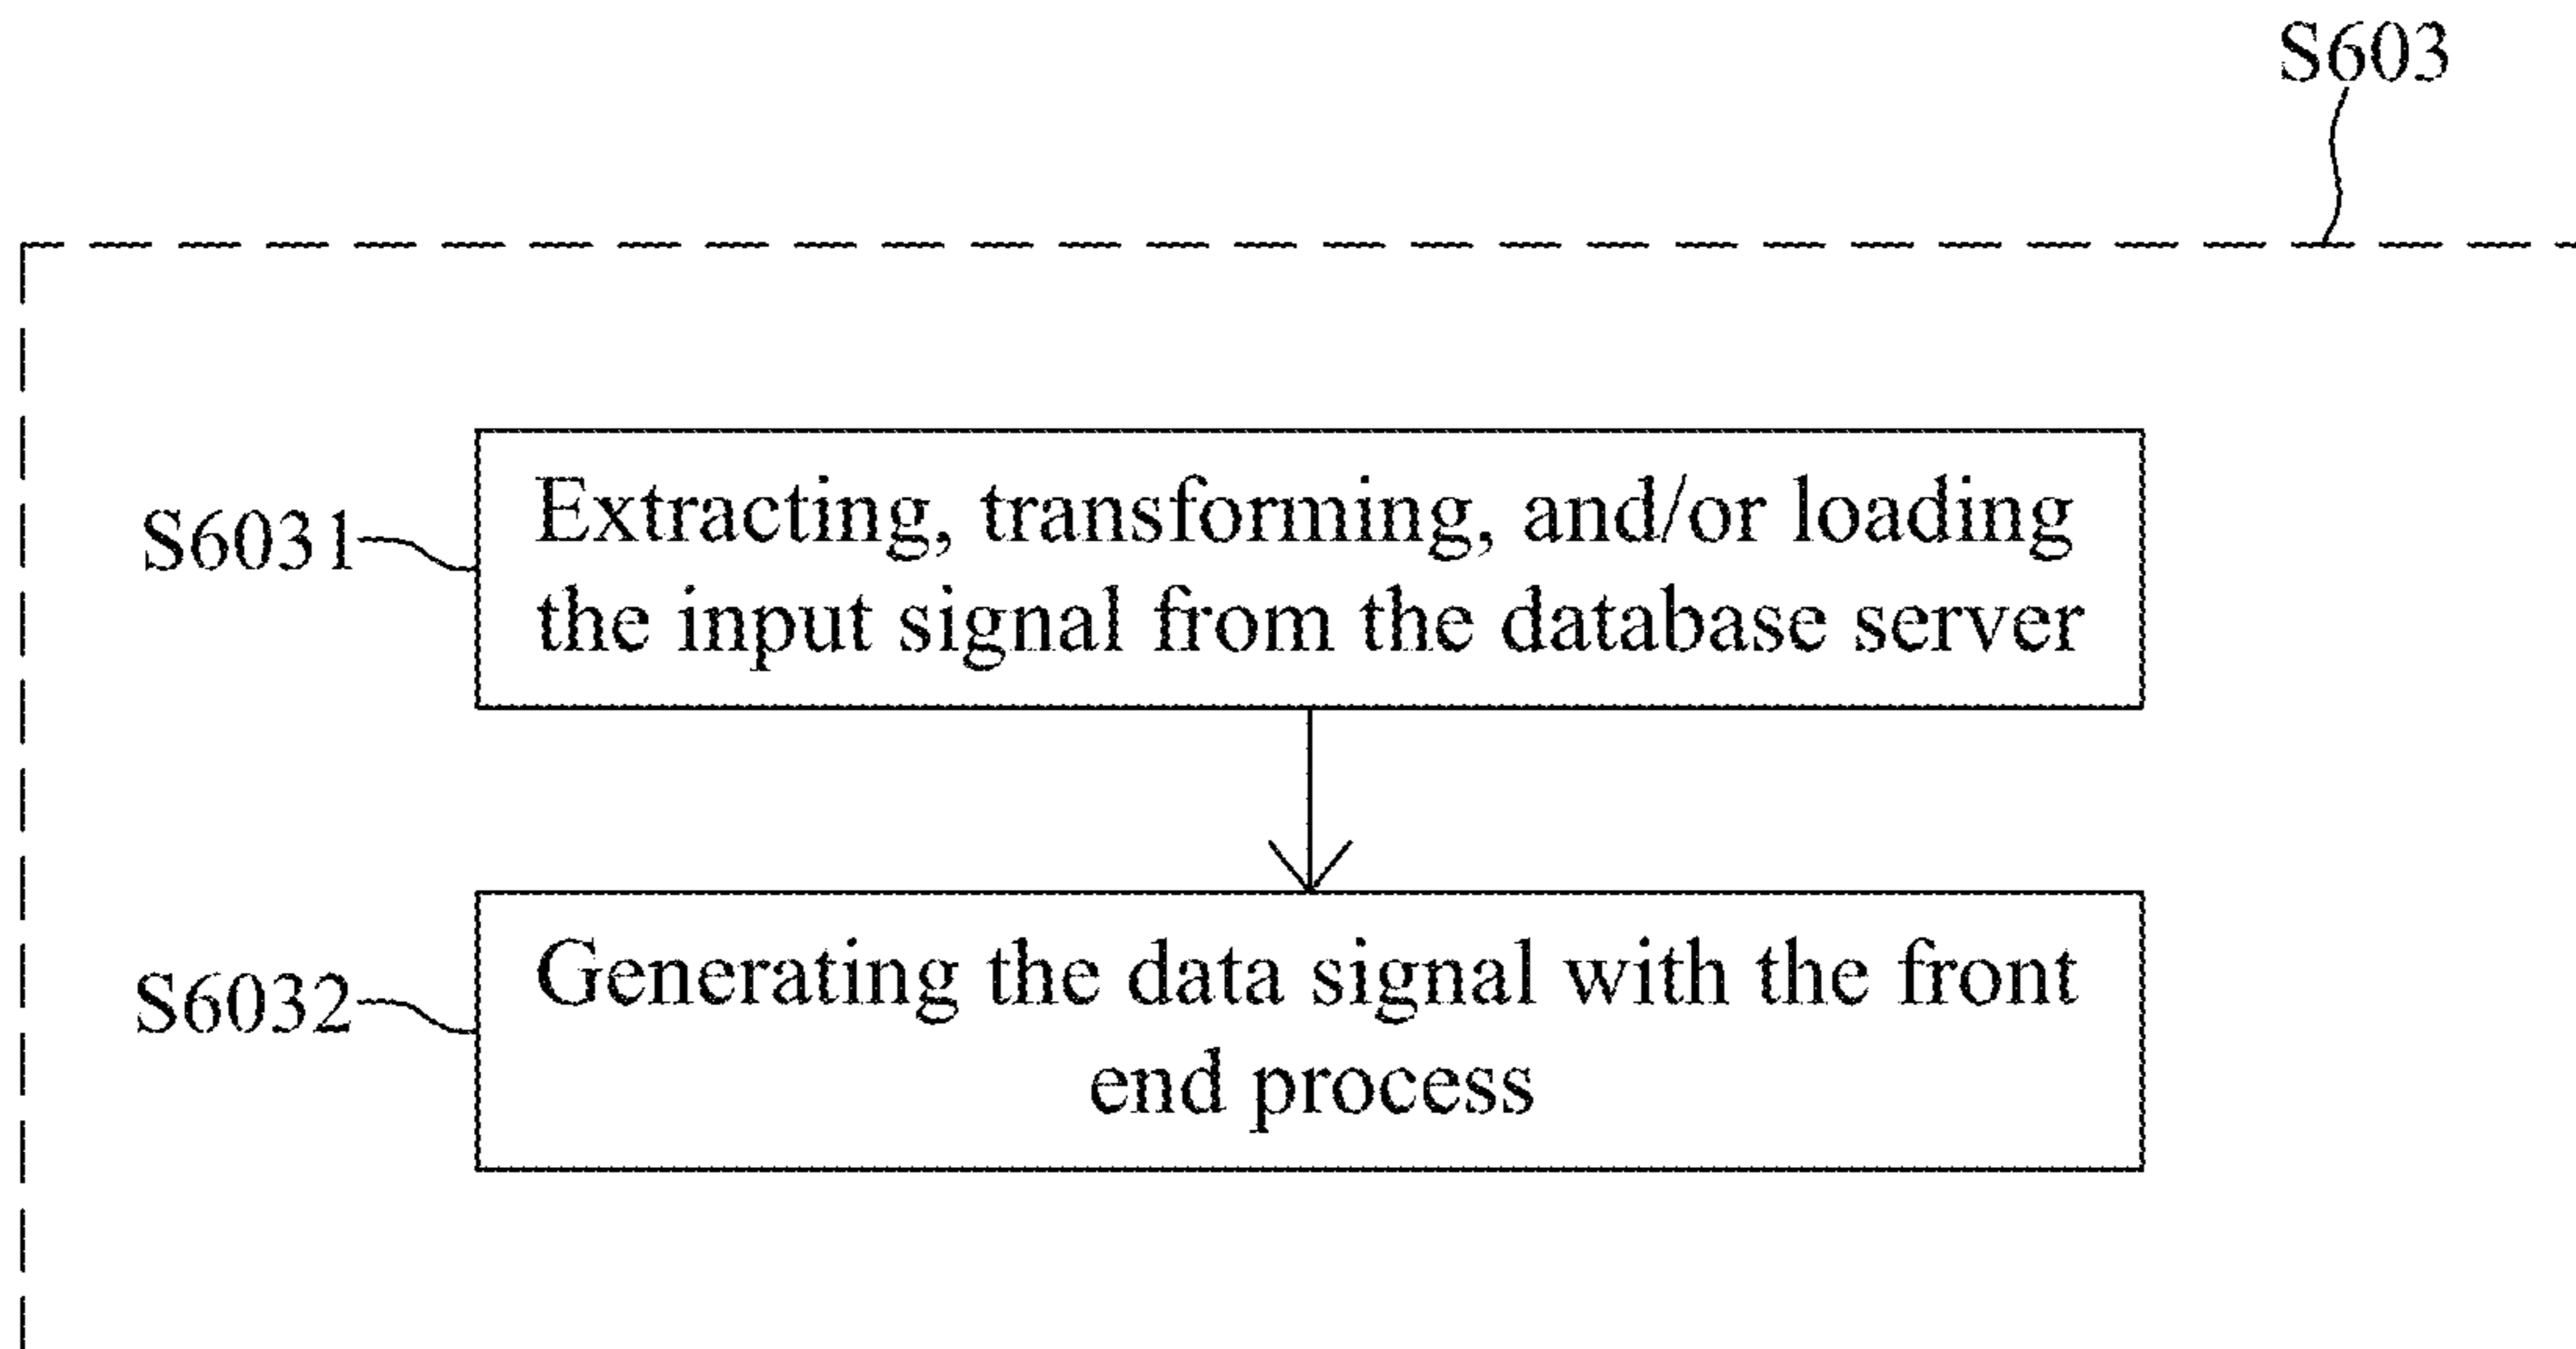 S603
S6031
Extracting, transforming, and/or loading
the input signal from the database server
S6032
Generating the data signal with the front
end process